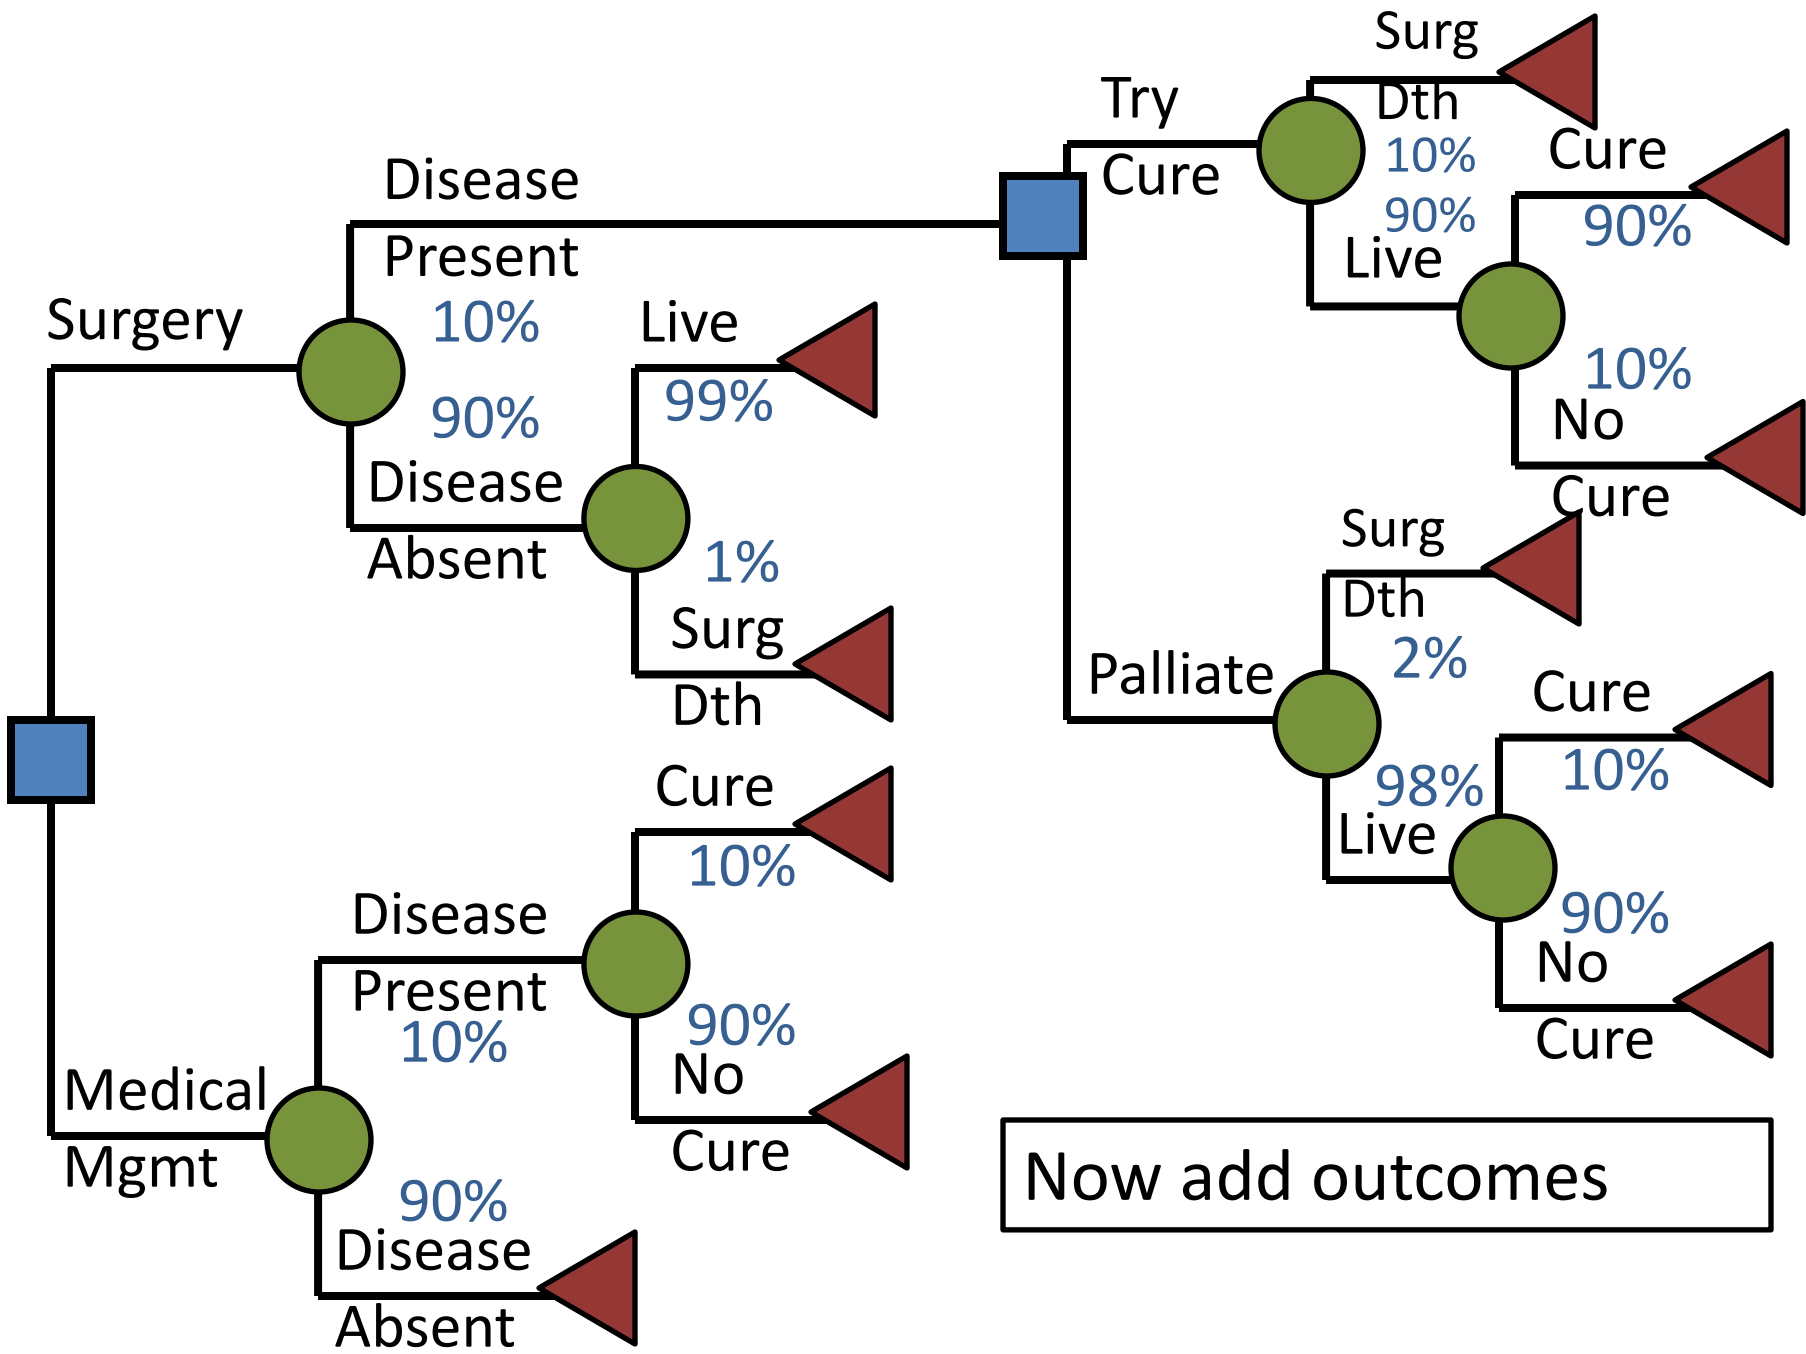 Surg
Dth
10%
90%
Live
Try
Cure
Cure
90%
10%
No
Cure
Disease
Present
10%
90%
Disease
Absent
Surgery
Live
99%
1%
Surg
Dth
Surg
Dth
2%
Palliate
98%
Live
Cure
10%
90%
No
Cure
Cure
10%
90%
No
Cure
Disease
Present
10%
90%
Disease
Absent
Medical
Mgmt
Now add outcomes